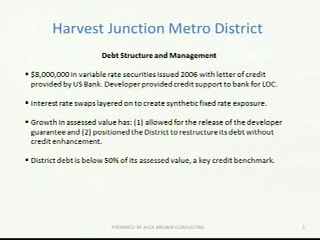 Harvest Junction Metro District
Debt Structure and Management
▪ $8,000,000 in variable rate securities issued 2006 with letter of credit
provided by US Bank. Developer provided credit support to bank for LOC.
▪ Interest rate swaps layered on to create synthetic fixed rate exposure.
▪ Growth in assessed value has: (1) allowed for the release of the developer
guarantee and (2) positioned the District to restructure its debt without
credit enhancement.
▪ District debt is below 50% of its assessed value, a key credit benchmark.
PREPARED BY ALEX BROWN CONSULTING